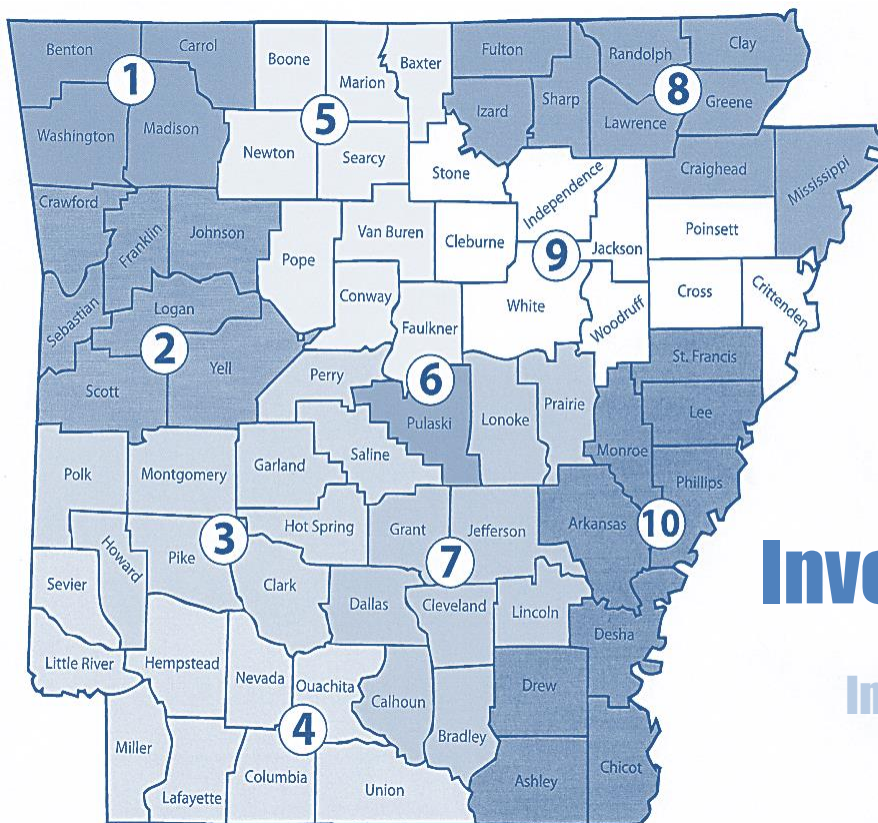 Benton
Carrol
Boone
Marion
Baxter
Fulton
Randolph
Clay
1
5
8
Izard
Sharp
Lawrence
Greene
Washington
Madison
Newton
Searcy
Stone
Independence
Craighead
Mississippi
Crawford
Franklin
Johnson
Pope
Van Buren
Cleburne
9
Jackson
Poinsett
Sebastian
Logan
Conway
Faulkner
White
Woodruff
Cross
Crittenden
2
Scott
Yell
Perry
6
Pulaski
Lonoke
Prairie
St. Francis
Lee
Monroe
Phillips
Polk
Montgomery
Garland
Saline
Hot Spring
Grant
Jefferson
Arkansas
10
Howard
Pike
3
7
Inve
Sevier
Clark
Dallas
Cleveland
Lincoln
Desha
Little River
Hempstead
Nevada
Ouachita
Calhoun
Drew
In
4
Bradley
Miller
Lafayette
Columbia
Union
Ashley
Chicot